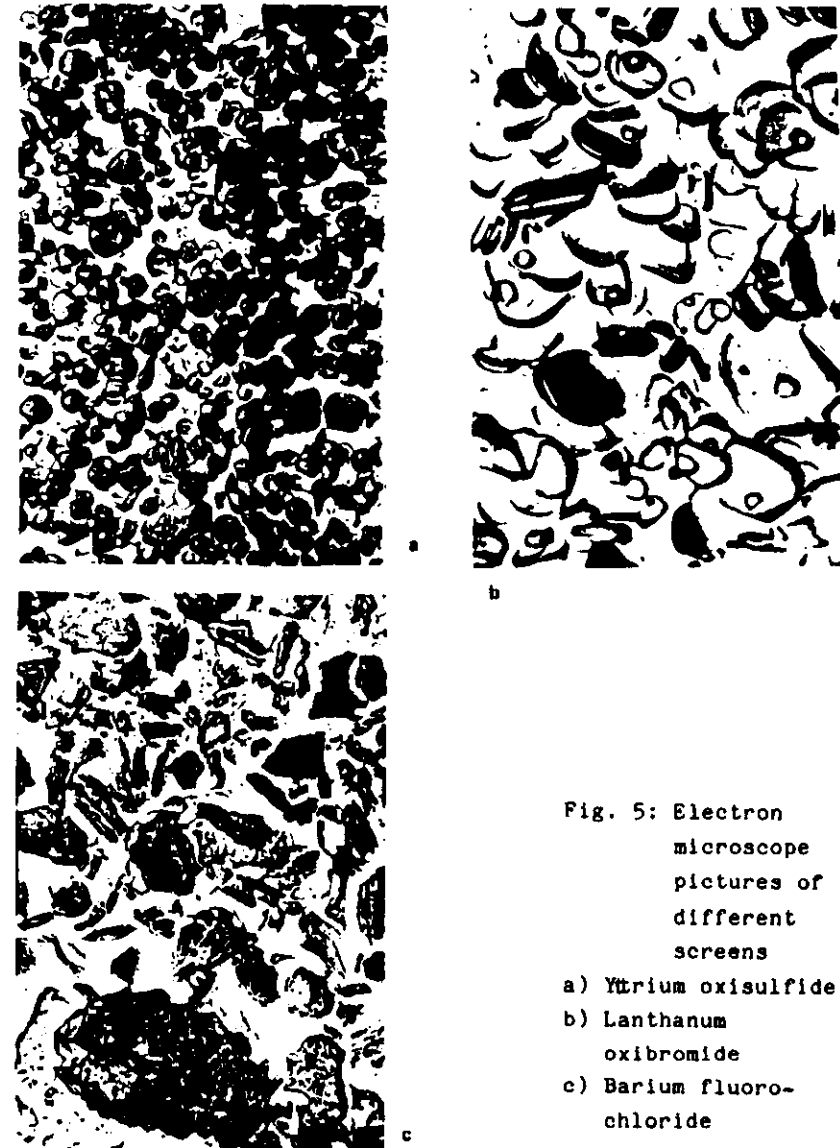 a
b
c
Fig. 5: Electron
microscope
pictures of
different
screens
a) Yttrium oxisulfide
b) Lanthanum
oxibromide
c) Barium fluoro-
chloride